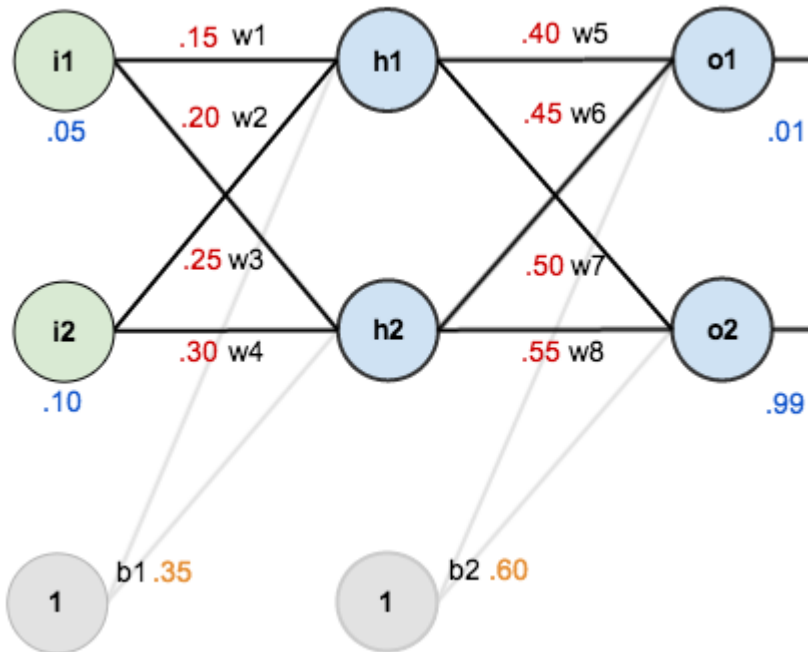 .15 w1
.40 w5
i1
h1
o1
.20 w2
.45 w6
.05
.01
.25 w3
.50 w7
i2
h2
o2
.30 w4
.55 w8
.10
.99
b1 .35
b2 .60
1
1